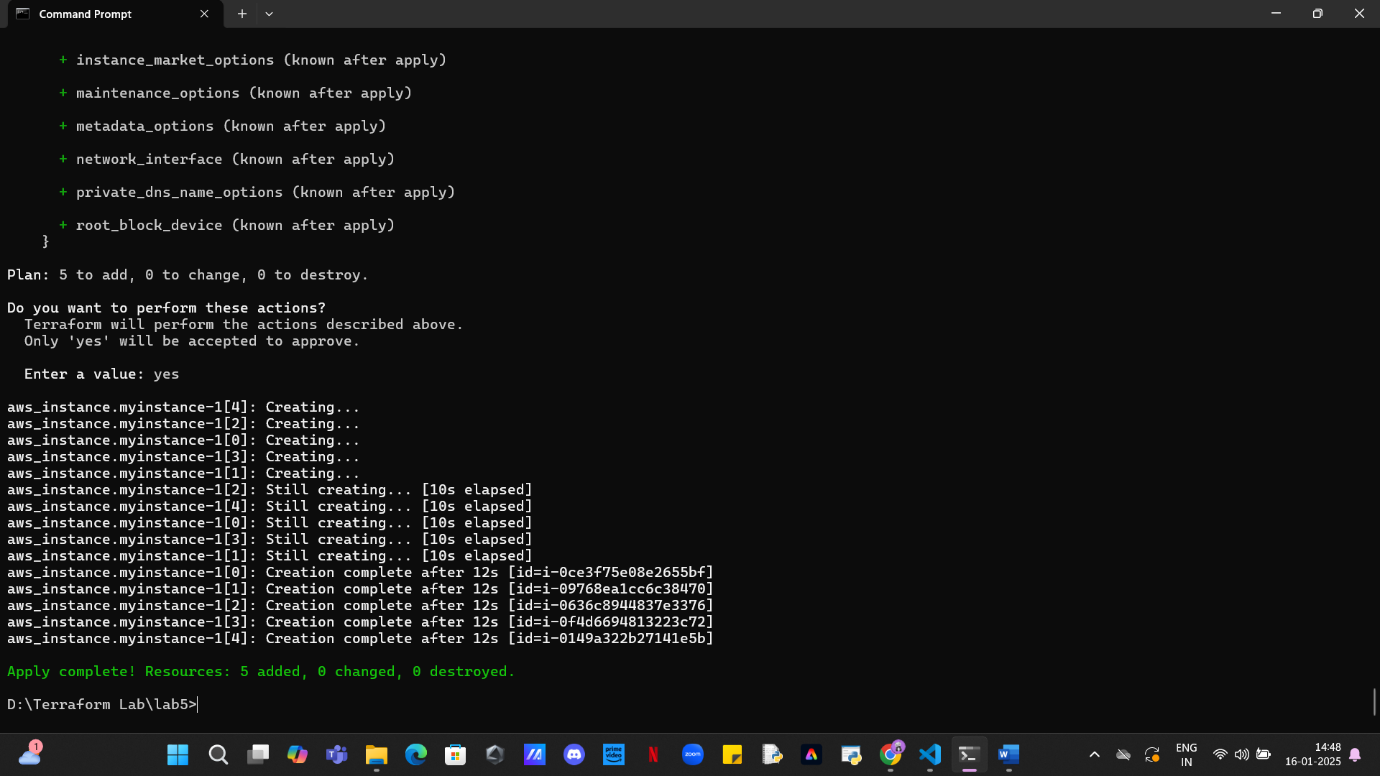 Command Prompt
+ instance_market_options (known after apply)
+ maintenance_options (known after apply)
+ metadata_options (known after apply)
+ network_interface (known after apply)
+ private_dns_name_options (known after apply)
+ root_block_device (known after apply)
}
Plan: 5 to add, 0 to change, 0 to destroy.
Do you want to perform these actions?
Terraform will perform the actions described above.
Only 'yes' will be accepted to approve.
Enter a value: yes
aws_instance.myinstance-1[4]: Creating...
aws_instance.myinstance-1[2]: Creating...
aws_instance.myinstance-1[0]: Creating...
aws_instance.myinstance-1[3]: Creating...
aws_instance.myinstance-1[1]: Creating...
aws_instance.myinstance-1[2]: Still creating... [10s elapsed]
aws_instance.myinstance-1[4]: Still creating... [10s elapsed]
aws_instance.myinstance-1[0]: Still creating... [10s elapsed]
aws_instance.myinstance-1[3]: Still creating... [10s elapsed]
aws_instance.myinstance-1[1]: Still creating... [10s elapsed]
aws_instance.myinstance-1[0]: Creation complete after 12s [id=i-0ce3f75e08e2655bf]
aws_instance.myinstance-1[1]: Creation complete after 12s [id=i-09768ea1cc6c38470]
aws_instance.myinstance-1[2]: Creation complete after 12s [id=i-0636c8944837e3376]
aws_instance.myinstance-1[3]: Creation complete after 12s [id=i-0f4d6694813223c72]
aws_instance.myinstance-1[4]: Creation complete after 12s [id=i-0149a322b27141e5b]
Apply complete! Resources: 5 added, 0 changed, 0 destroyed.
D:\Terraform Lab\lab5>
1
prime video
N
zoom
W
ENG
IN
14:48
16-01-2025